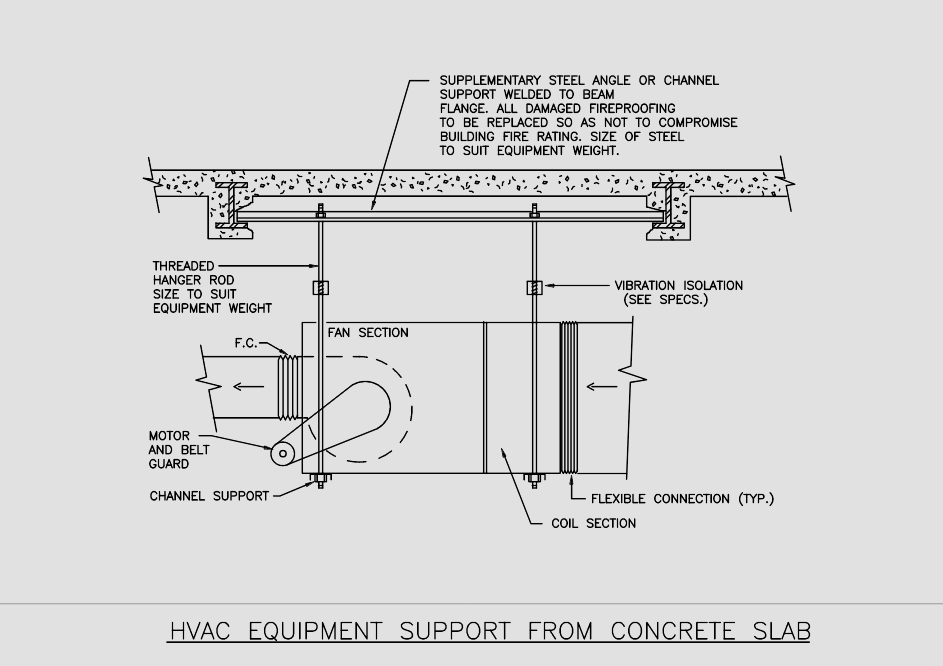 SUPPLEMENTARY STEEL ANGLE OR CHANNEL
SUPPORT WELDED TO BEAM
FLANGE. ALL DAMAGED FIREPROOFING
TO BE REPLACED SO AS NOT TO COMPROMISE
BUILDING FIRE RATING. SIZE OF STEEL
TO SUIT EQUIPMENT WEIGHT.
THREADED
HANGER ROD
SIZE TO SUIT
EQUIPMENT WEIGHT
VIBRATION ISOLATION
(SEE SPECS.)
FAN SECTION
F.C.
MOTOR
AND BELT
GUARD
CHANNEL SUPPORT
FLEXIBLE CONNECTION (TYP.)
COIL SECTION
HVAC EQUIPMENT SUPPORT FROM CONCRETE SLAB